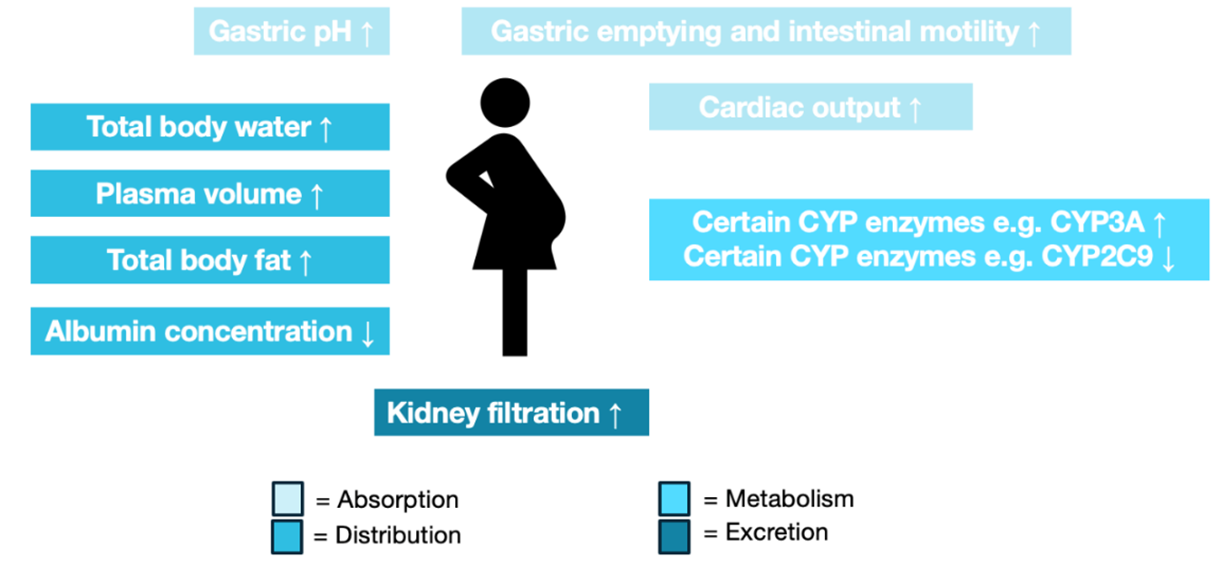 Gastric pH ↑
Gastric emptying and intestinal motility ↑
Cardiac output ↑
Total body water ↑
Plasma volume ↑
Total body fat ↑
Albumin concentration ↓
Certain CYP enzymes e.g. CYP3A ↑
Certain CYP enzymes e.g. CYP2C9 ↓
Kidney filtration ↑
= Absorption
= Distribution
= Metabolism
= Excretion